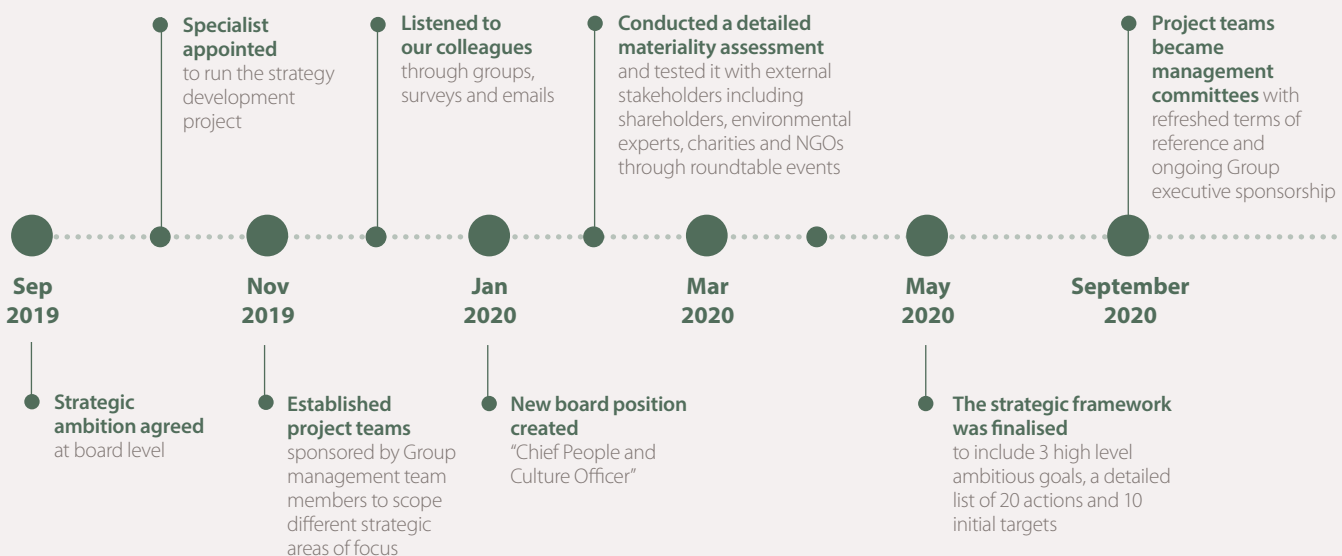 Specialist
appointed
to run the strategy
development
project
Listened to
our colleagues
through groups,
surveys and emails
Conducted a detailed
materiality assessment
and tested it with external
stakeholders including
shareholders, environmental
experts, charities and NGOs
through roundtable events
Project teams
became
management
committees with
refreshed terms of
reference and
ongoing Group
executive sponsorship
Sep
2019
Nov
2019
Jan
2020
Mar
2020
May
2020
September
2020
Strategic
ambition agreed
at board level
Established
project teams
sponsored by Group
management team
members to scope
different strategic
areas of focus
New board position
created
“Chief People and
Culture Officer”
The strategic framework
was finalised
to include 3 high level
ambitious goals, a detailed
list of 20 actions and 10
initial targets